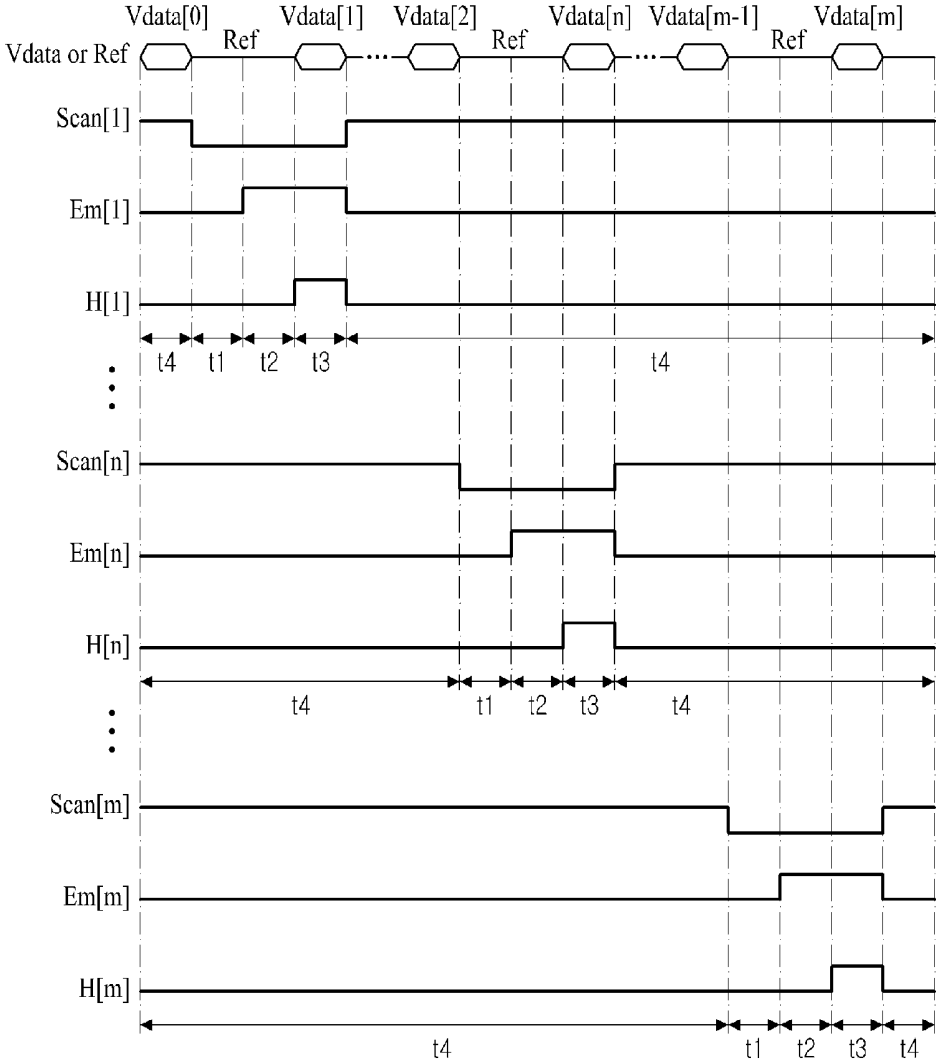 Vdata[0] Vdata[1] Vdata[2] Vdata[n] Vdata[m-1] Vdata[m]
Vdata or Ref Ref Ref Ref
Scan[1]
Em[1]
H[1]
t4 t1 t2 t3 t4
Scan[n]
Em[n]
H[n]
t4 t1 t2 t3 t4
Scan[m]
Em[m]
H[m]
t4 t1 t2 t3 t4